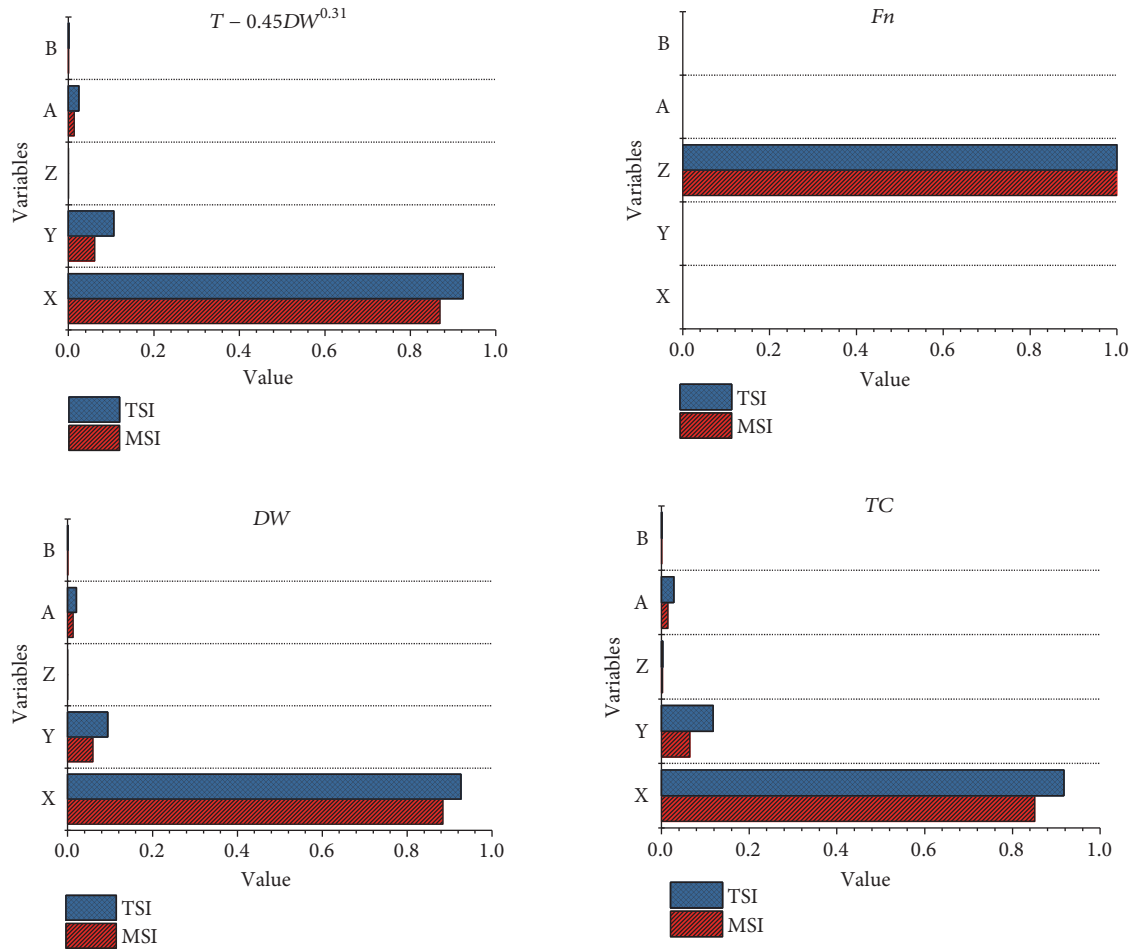 T − 0.45DW^0.31
Variables
B
A
Z
Y
X
0.0 0.2 0.4 0.6 0.8 1.0
Value
TSI
MSI
Fn
Variables
B
A
Z
Y
X
0.0 0.2 0.4 0.6 0.8 1.0
Value
TSI
MSI
DW
Variables
B
A
Z
Y
X
0.0 0.2 0.4 0.6 0.8 1.0
Value
TSI
MSI
TC
Variables
B
A
Z
Y
X
0.0 0.2 0.4 0.6 0.8 1.0
Value
TSI
MSI